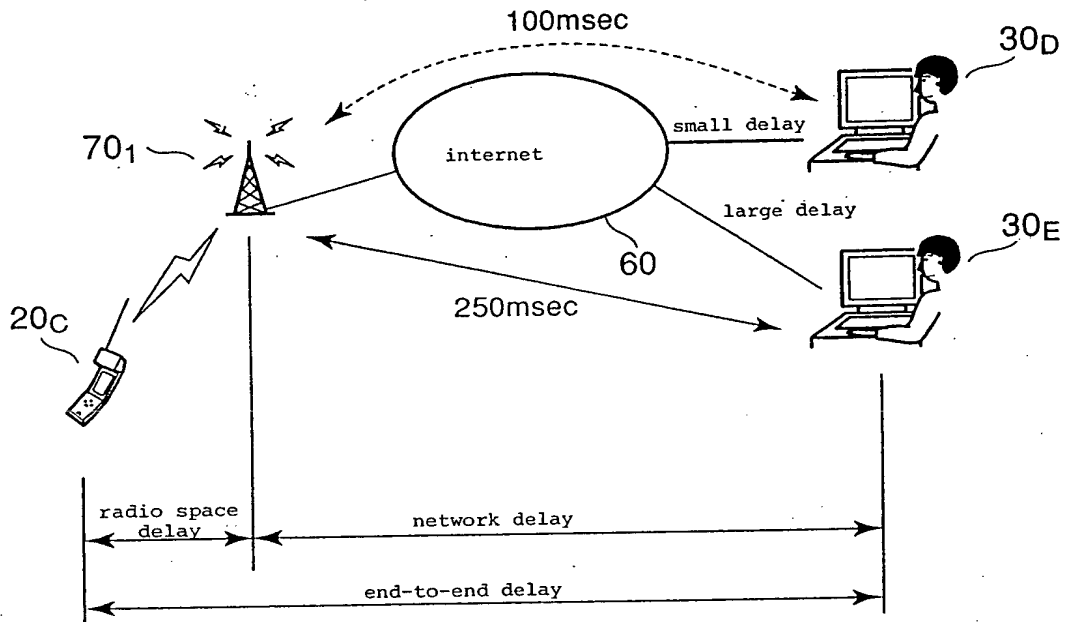 100msec
30D
701
small delay
internet
large delay
30E
60
250msec
20C
radio space
delay
network delay
end-to-end delay